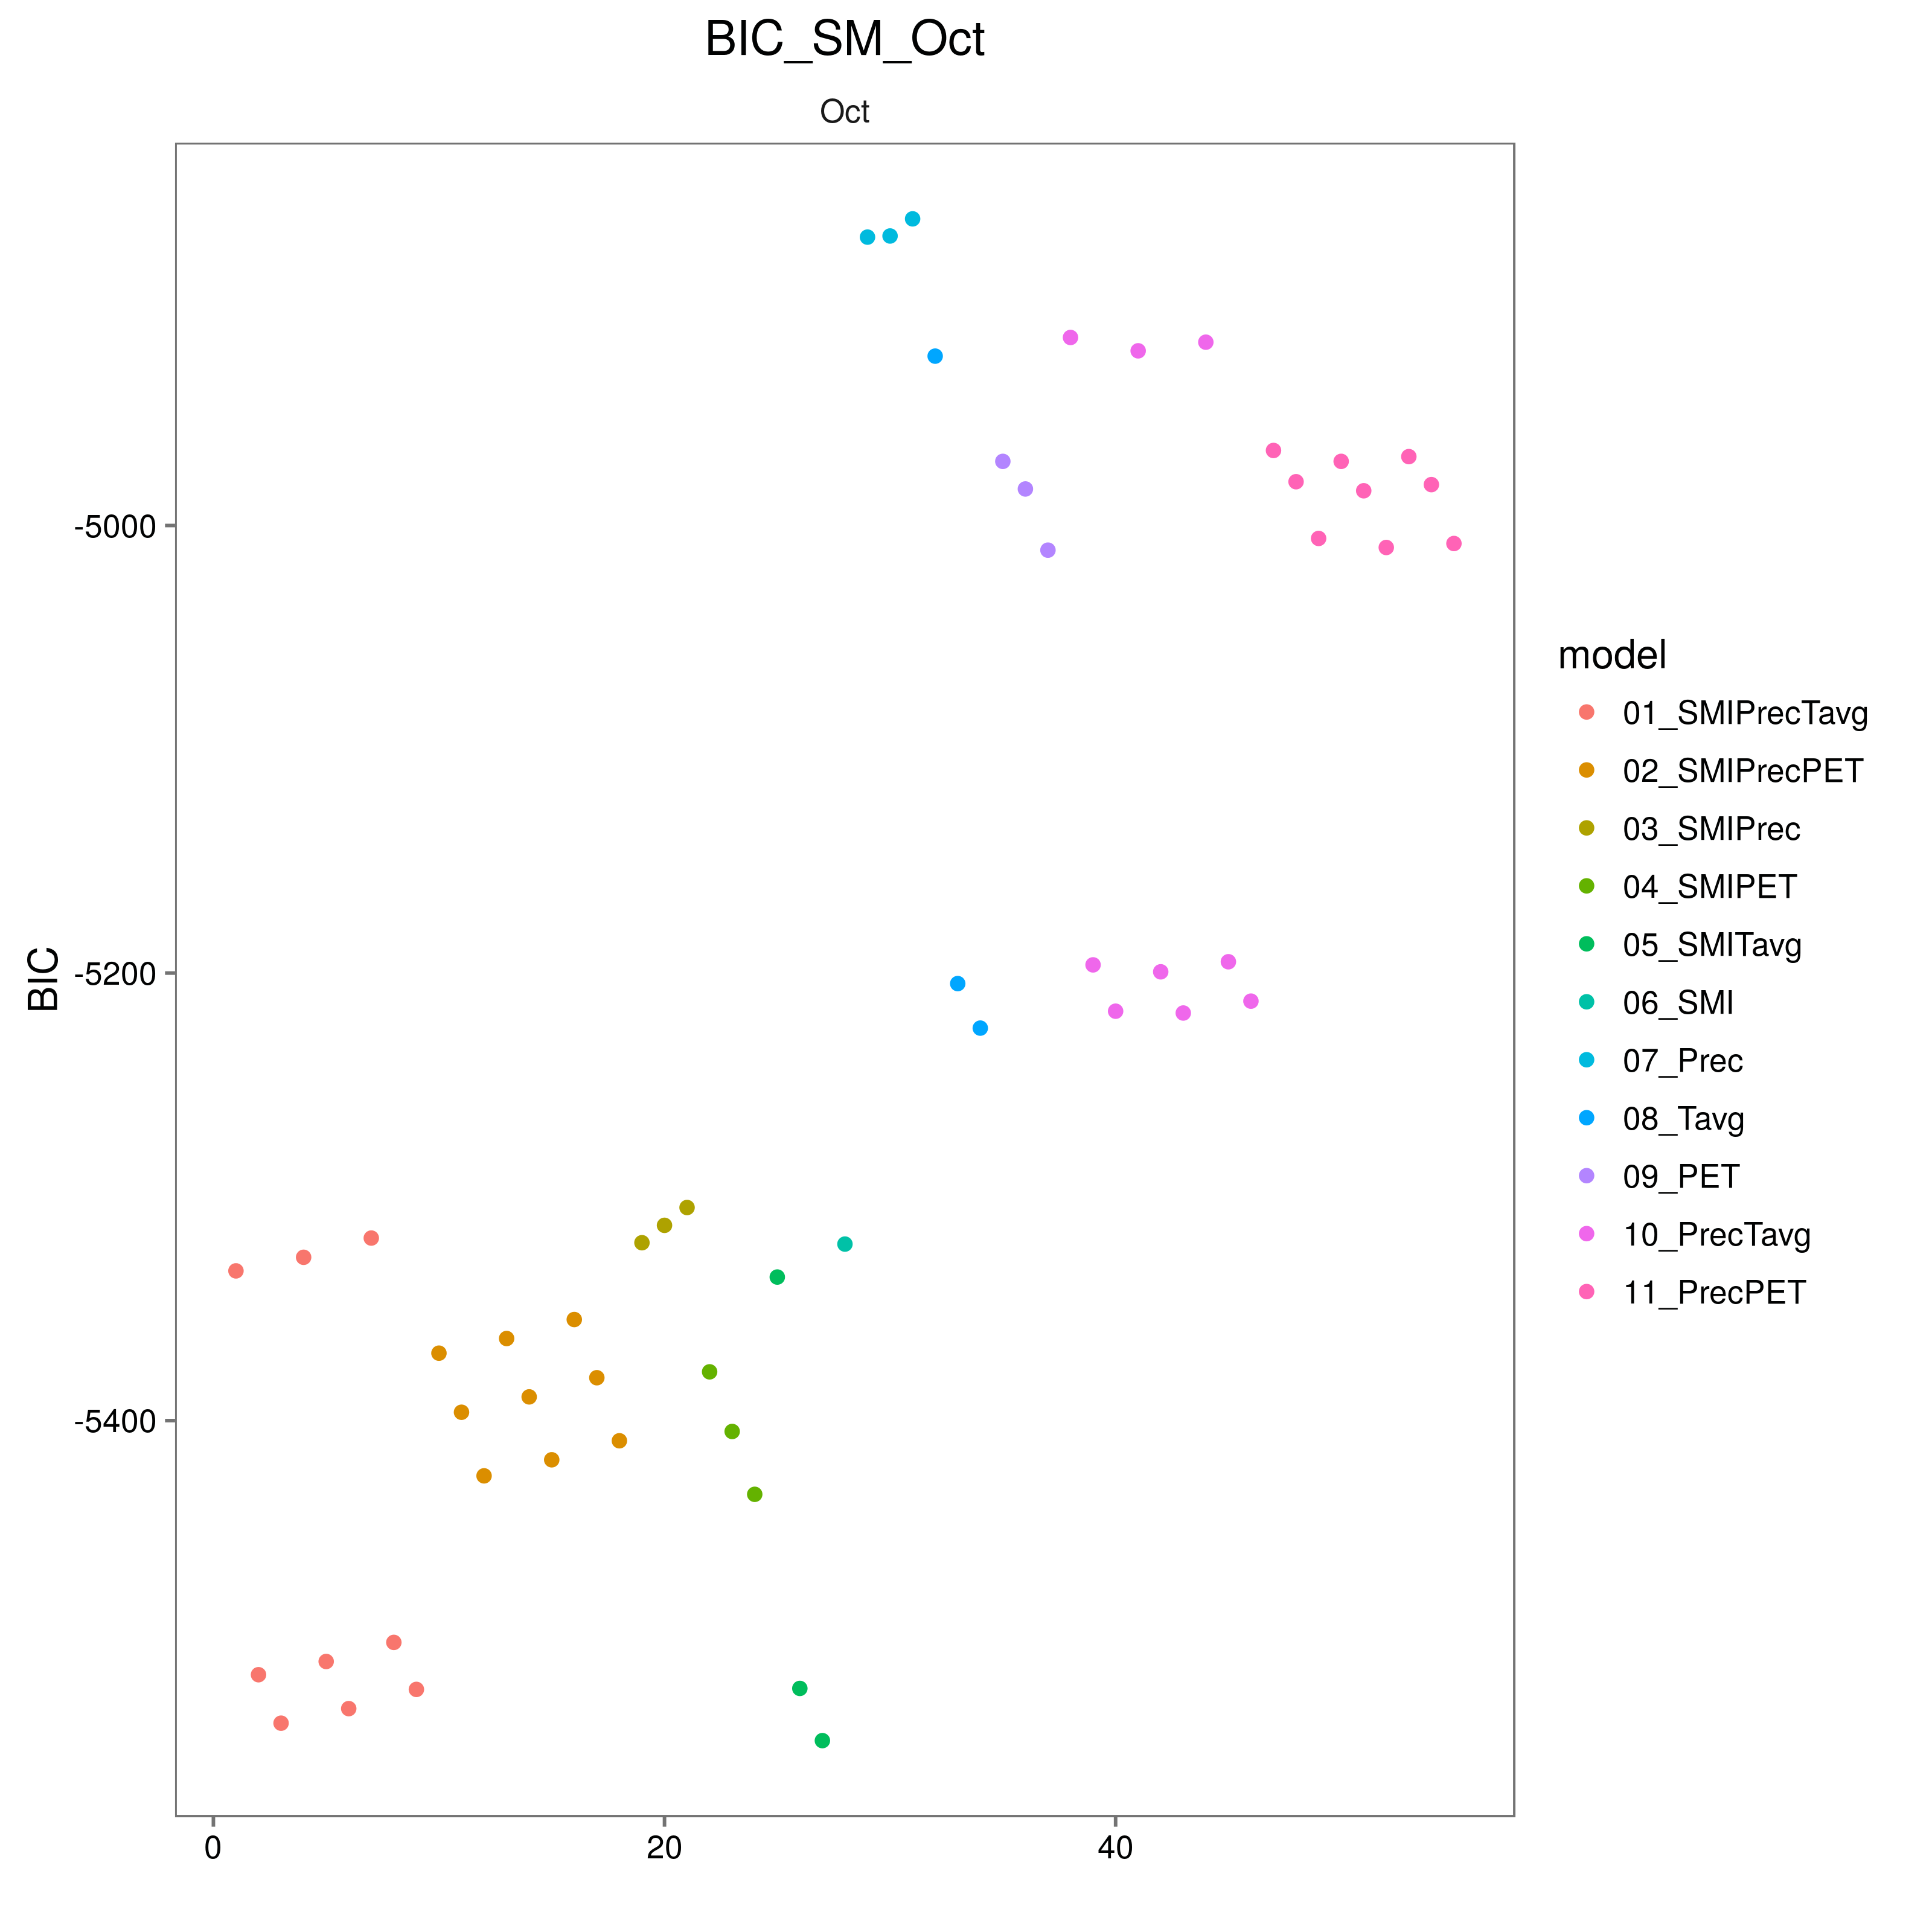 BIC_SM_Oct
Oct
-5000
-5200
-5400
BIC
0 20 40
model
01_SMIPrecTavg
02_SMIPrecPET
03_SMIPrec
04_SMIPET
05_SMITavg
06_SMI
07_Prec
08_Tavg
09_PET
10_PrecTavg
11_PrecPET